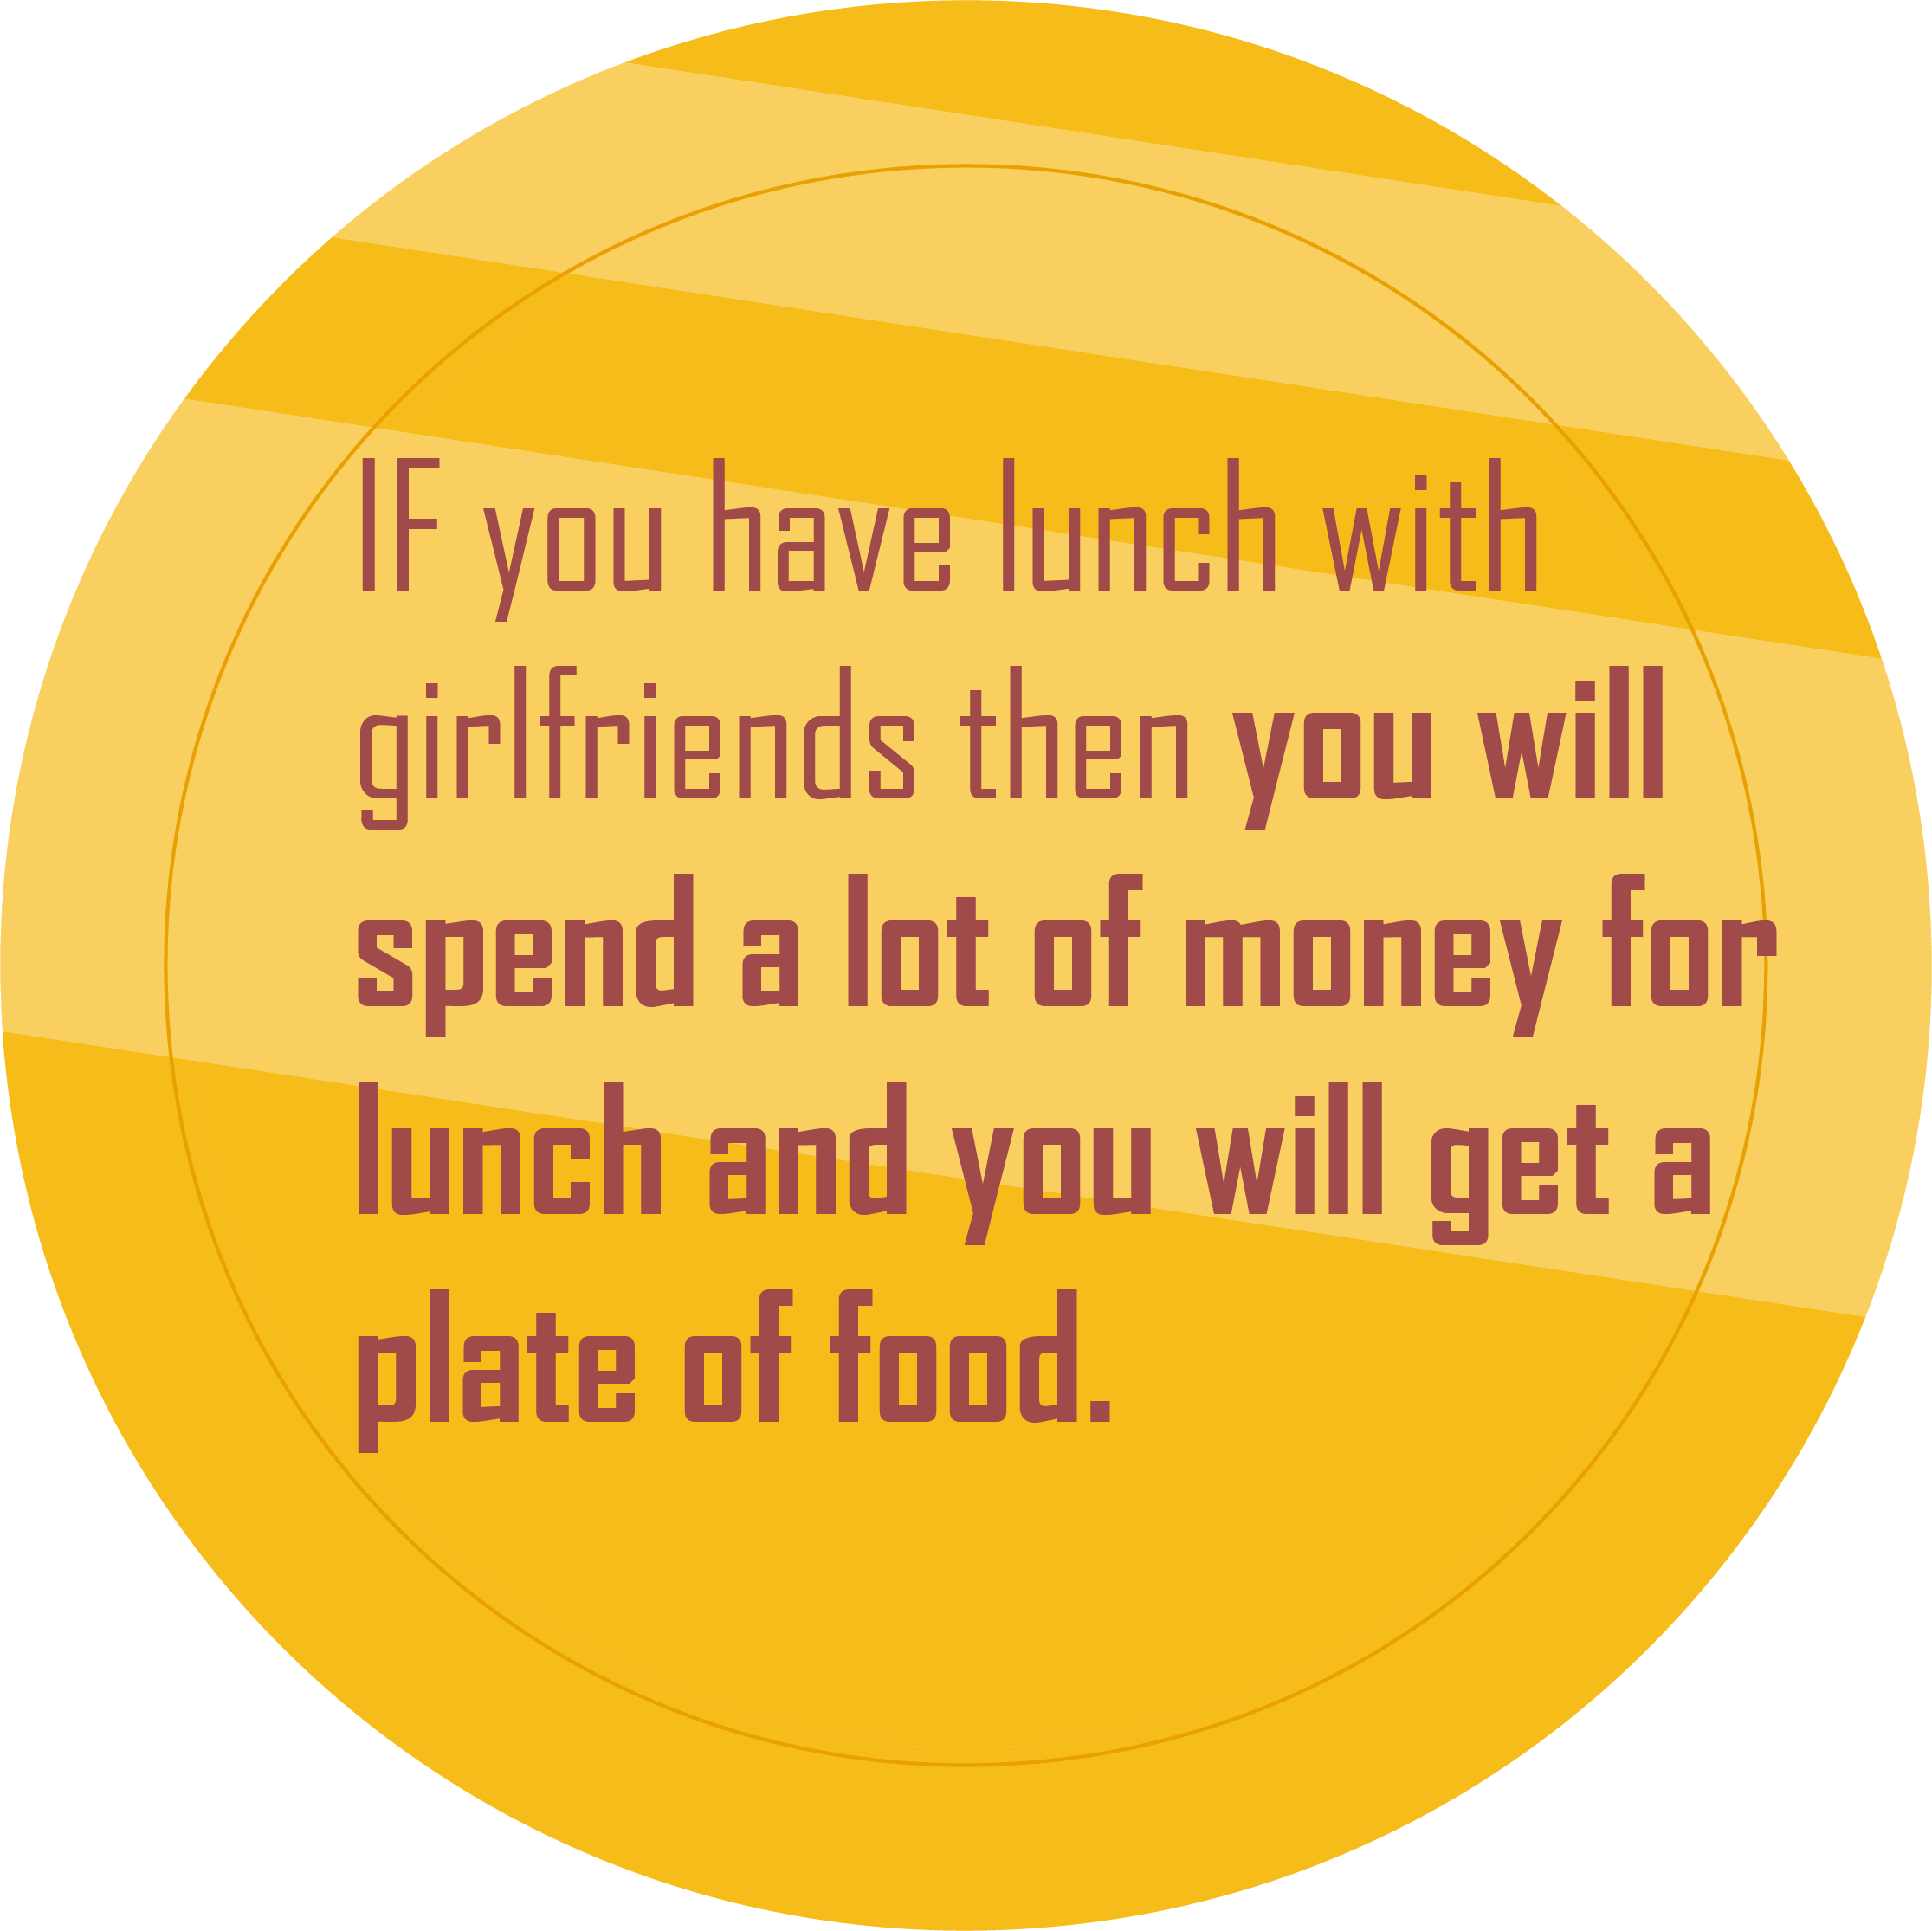 IF you have lunch with
girlfriends then you will
spend a lot of money for
lunch and you will get a
plate of food.